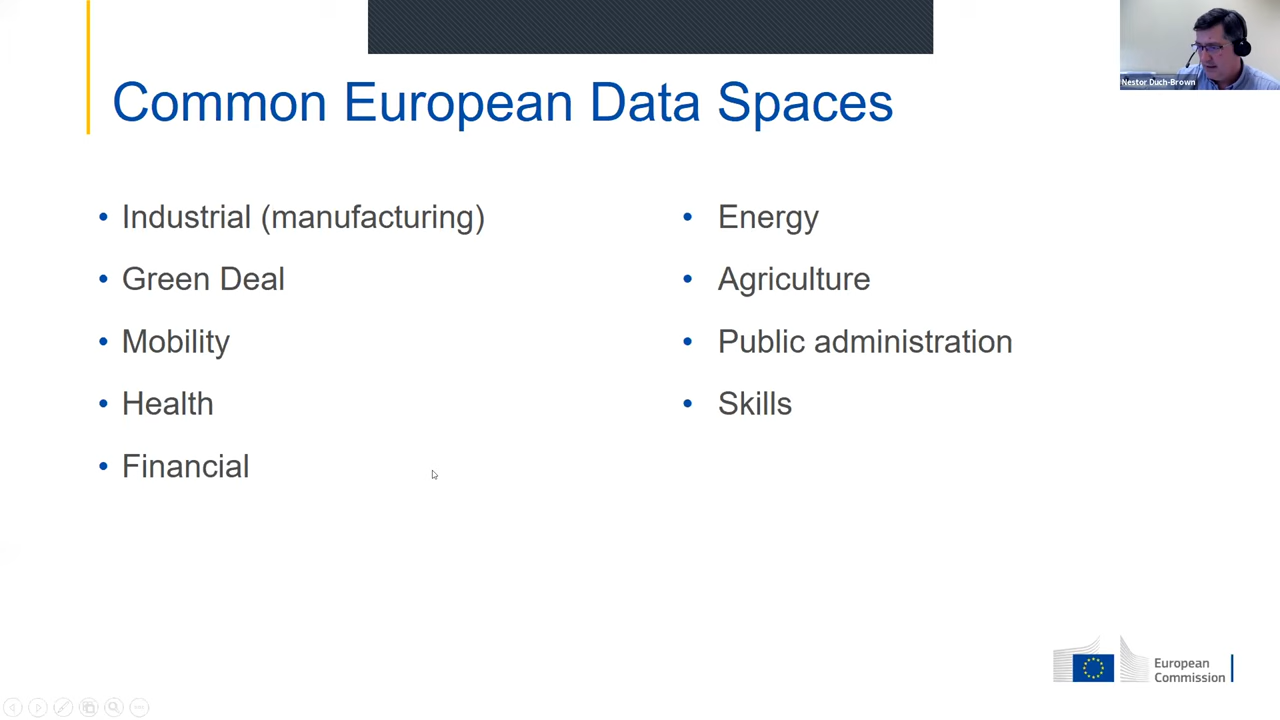 Common European Data Spaces
Nestor Duch-Brown
• Industrial (manufacturing)
• Green Deal
• Mobility
• Health
• Financial
• Energy
• Agriculture
• Public administration
• Skills
European
Commission